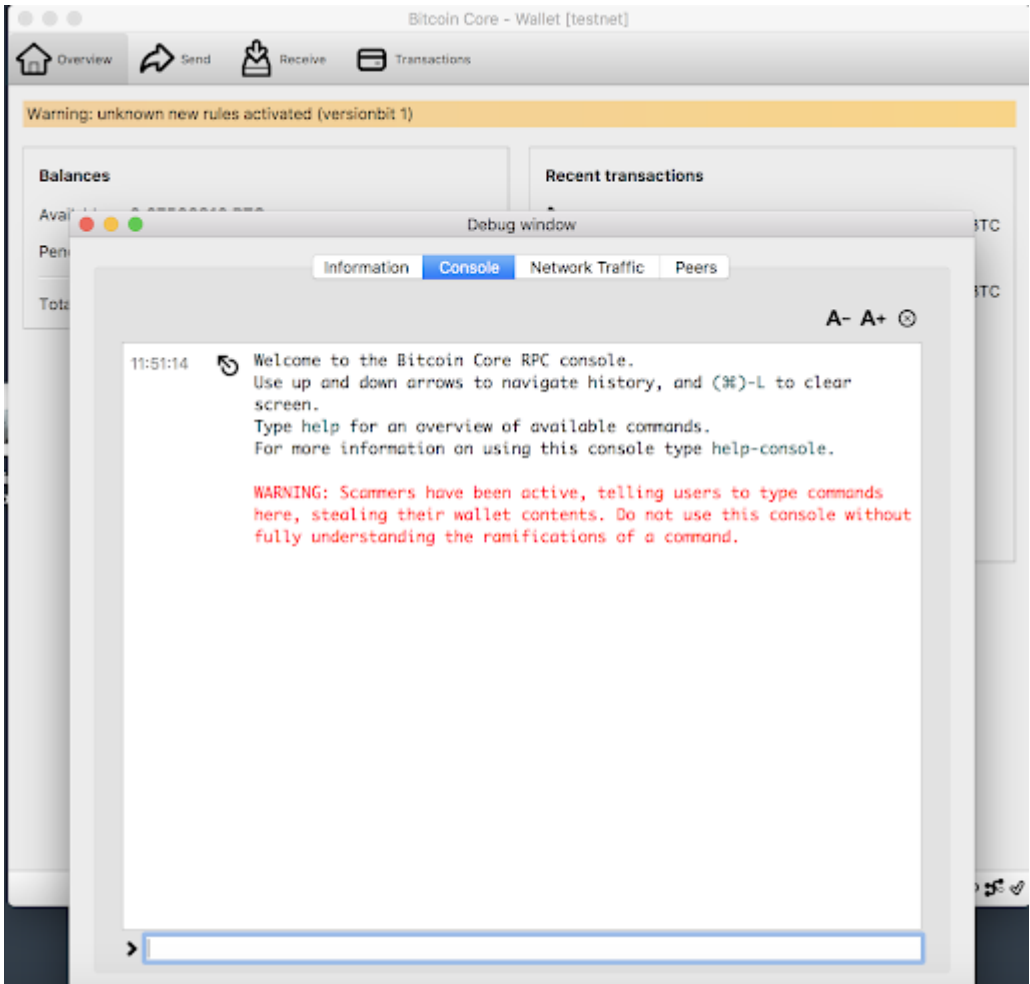 Bitcoin Core - Wallet [testnet]
Overview
Send
Receive
Transactions
Warning: unknown new rules activated (versionbit 1)
Balances
Recent transactions
Debug window
BTC
Information
Console
Network Traffic
Peers
BTC
A- A+
11:51:14
Welcome to the Bitcoin Core RPC console.
Use up and down arrows to navigate history, and (⌘)-L to clear
screen.
Type help for an overview of available commands.
For more information on using this console type help-console.
WARNING: Scammers have been active, telling users to type commands
here, stealing their wallet contents. Do not use this console without
fully understanding the ramifications of a command.